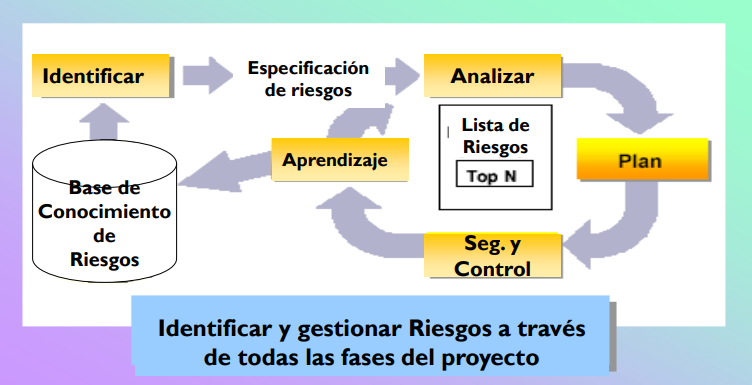 Identificar
Especificación
de riesgos
Analizar
Lista de
Riesgos
Top N
Aprendizaje
Plan
Base de
Conocimiento
de
Riesgos
Seg. y
Control
Identificar y gestionar Riesgos a través
de todas las fases del proyecto